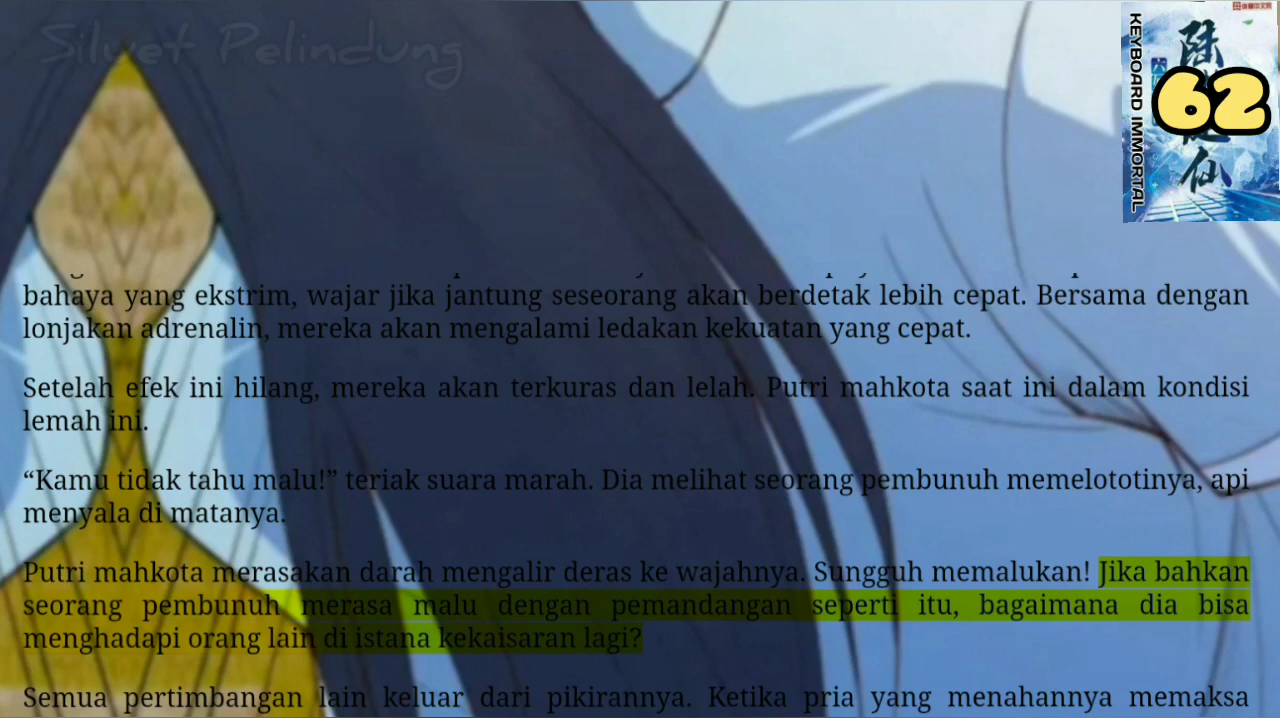 Siluet Pelindung
KEYBOARD IMMORTAL
62
仙
bahaya yang ekstrim, wajar jika jantung seseorang akan berdetak lebih cepat. Bersama dengan
lonjakan adrenalin, mereka akan mengalami ledakan kekuatan yang cepat.
Setelah efek ini hilang, mereka akan terkuras dan lelah. Putri mahkota saat ini dalam kondisi
lemah ini.
“Kamu tidak tahu malu!” teriak suara marah. Dia melihat seorang pembunuh memelototinya, api
menyala di matanya.
Putri mahkota merasakan darah mengalir deras ke wajahnya. Sungguh memalukan! Jika bahkan
seorang pembunuh merasa malu dengan pemandangan seperti itu, bagaimana dia bisa
menghadapi orang lain di istana kekaisaran lagi?
Semua pertimbangan lain keluar dari pikirannya. Ketika pria yang menahannya memaksa